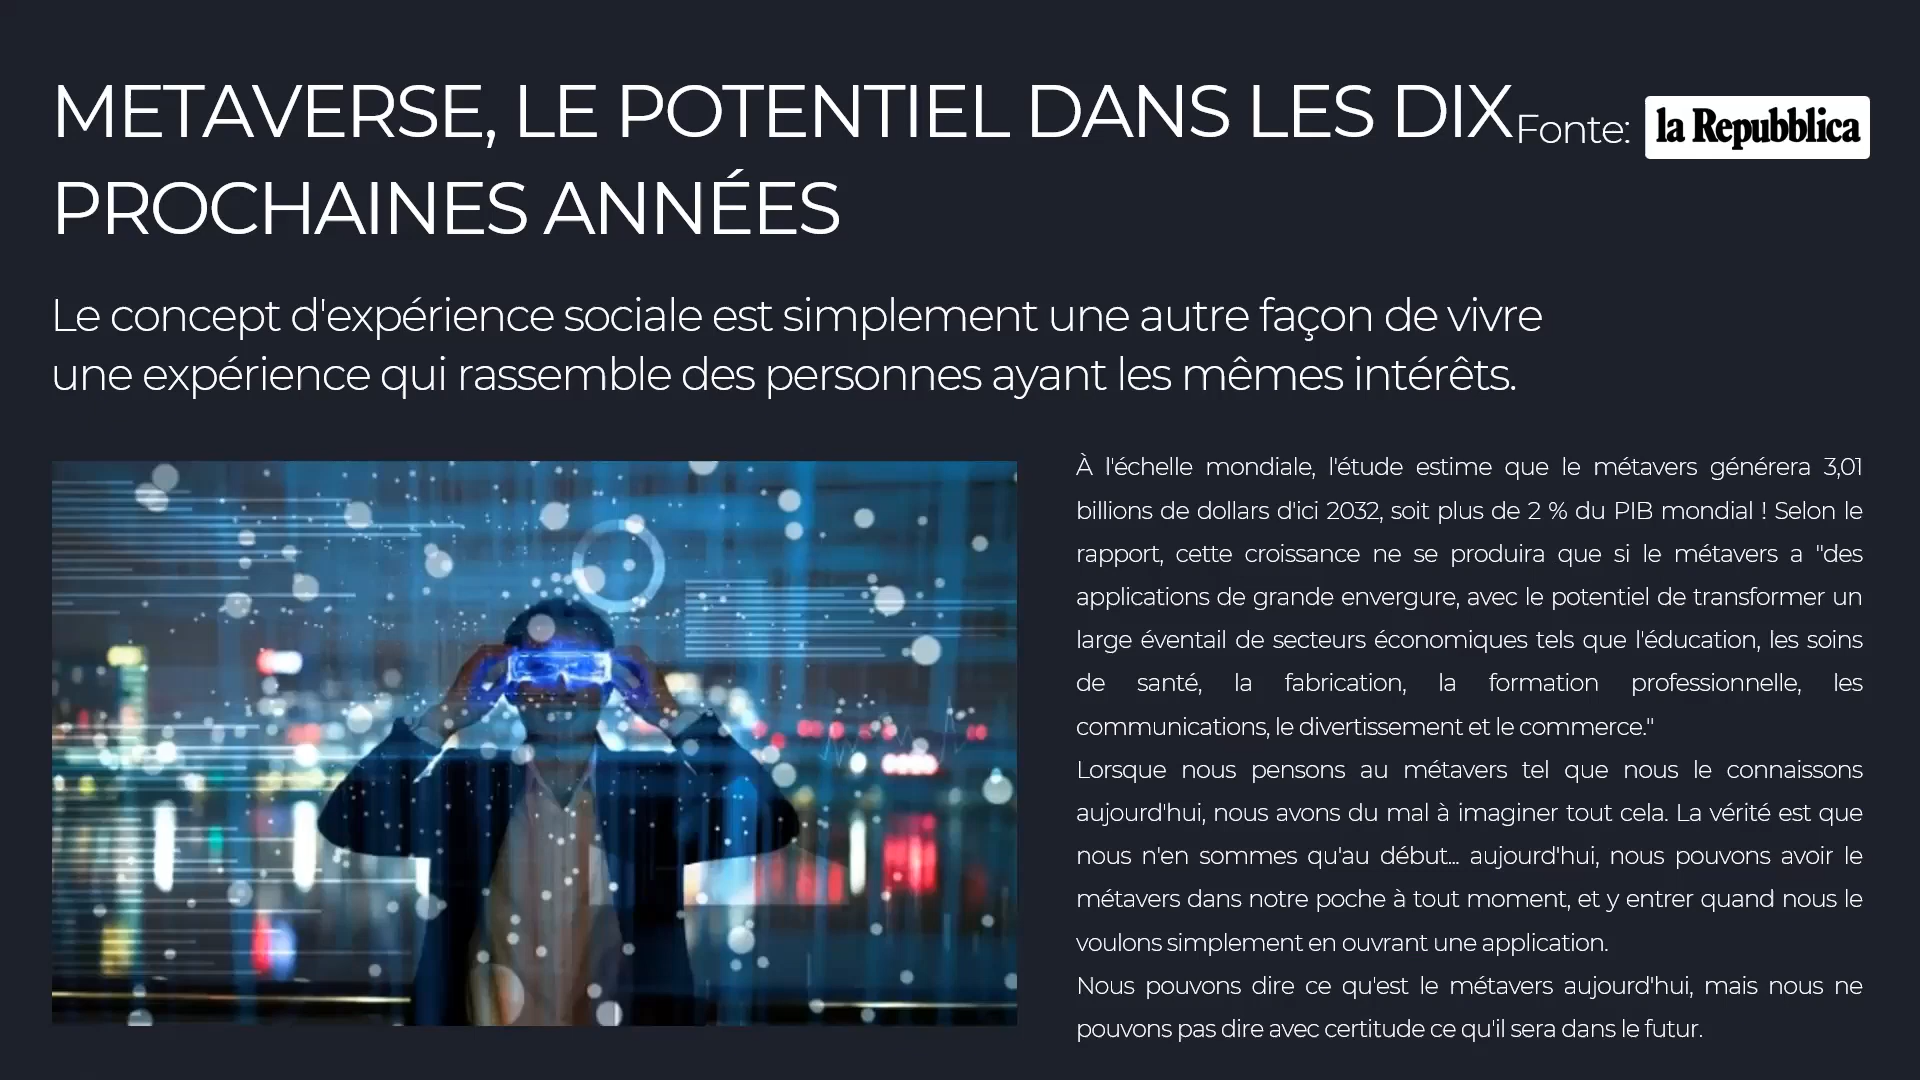 METAVERSE, LE POTENTIEL DANS LES DIX
PROCHAINES ANNÉES
Fonte: la Repubblica
Le concept d'expérience sociale est simplement une autre façon de vivre
une expérience qui rassemble des personnes ayant les mêmes intérêts.
À l'échelle mondiale, l'étude estime que le métavers générera 3,01
billions de dollars d'ici 2032, soit plus de 2 % du PIB mondial ! Selon le
rapport, cette croissance ne se produira que si le métavers a "des
applications de grande envergure, avec le potentiel de transformer un
large éventail de secteurs économiques tels que l'éducation, les soins
de santé, la fabrication, la formation professionnelle, les
communications, le divertissement et le commerce."
Lorsque nous pensons au métavers tel que nous le connaissons
aujourd'hui, nous avons du mal à imaginer tout cela. La vérité est que
nous n'en sommes qu'au début... aujourd'hui, nous pouvons avoir le
métavers dans notre poche à tout moment, et y entrer quand nous le
voulons simplement en ouvrant une application.
Nous pouvons dire ce qu'est le métavers aujourd'hui, mais nous ne
pouvons pas dire avec certitude ce qu'il sera dans le futur.